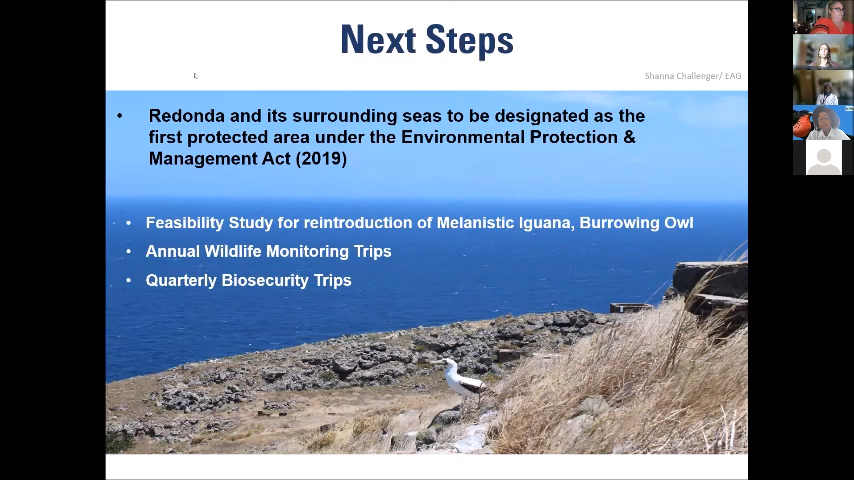 Next Steps
Shanna Challenger/ EAG
• Redonda and its surrounding seas to be designated as the
first protected area under the Environmental Protection &
Management Act (2019)
• Feasibility Study for reintroduction of Melanistic Iguana, Burrowing Owl
• Annual Wildlife Monitoring Trips
• Quarterly Biosecurity Trips